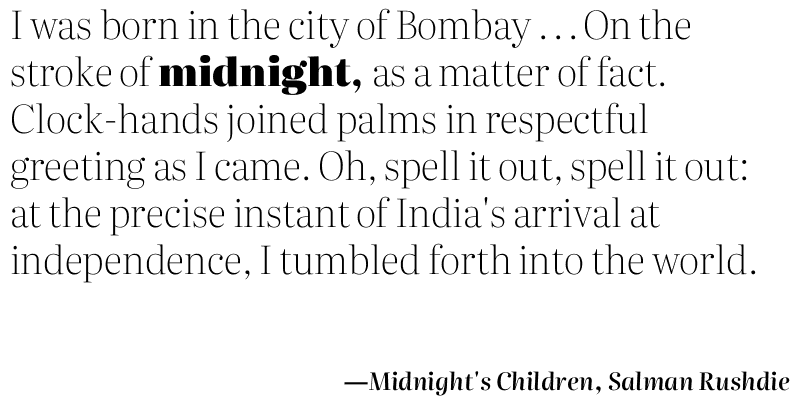 I was born in the city of Bombay ... On the
stroke of midnight, as a matter of fact.
Clock-hands joined palms in respectful
greeting as I came. Oh, spell it out, spell it out:
at the precise instant of India's arrival at
independence, I tumbled forth into the world.
—Midnight's Children, Salman Rushdie